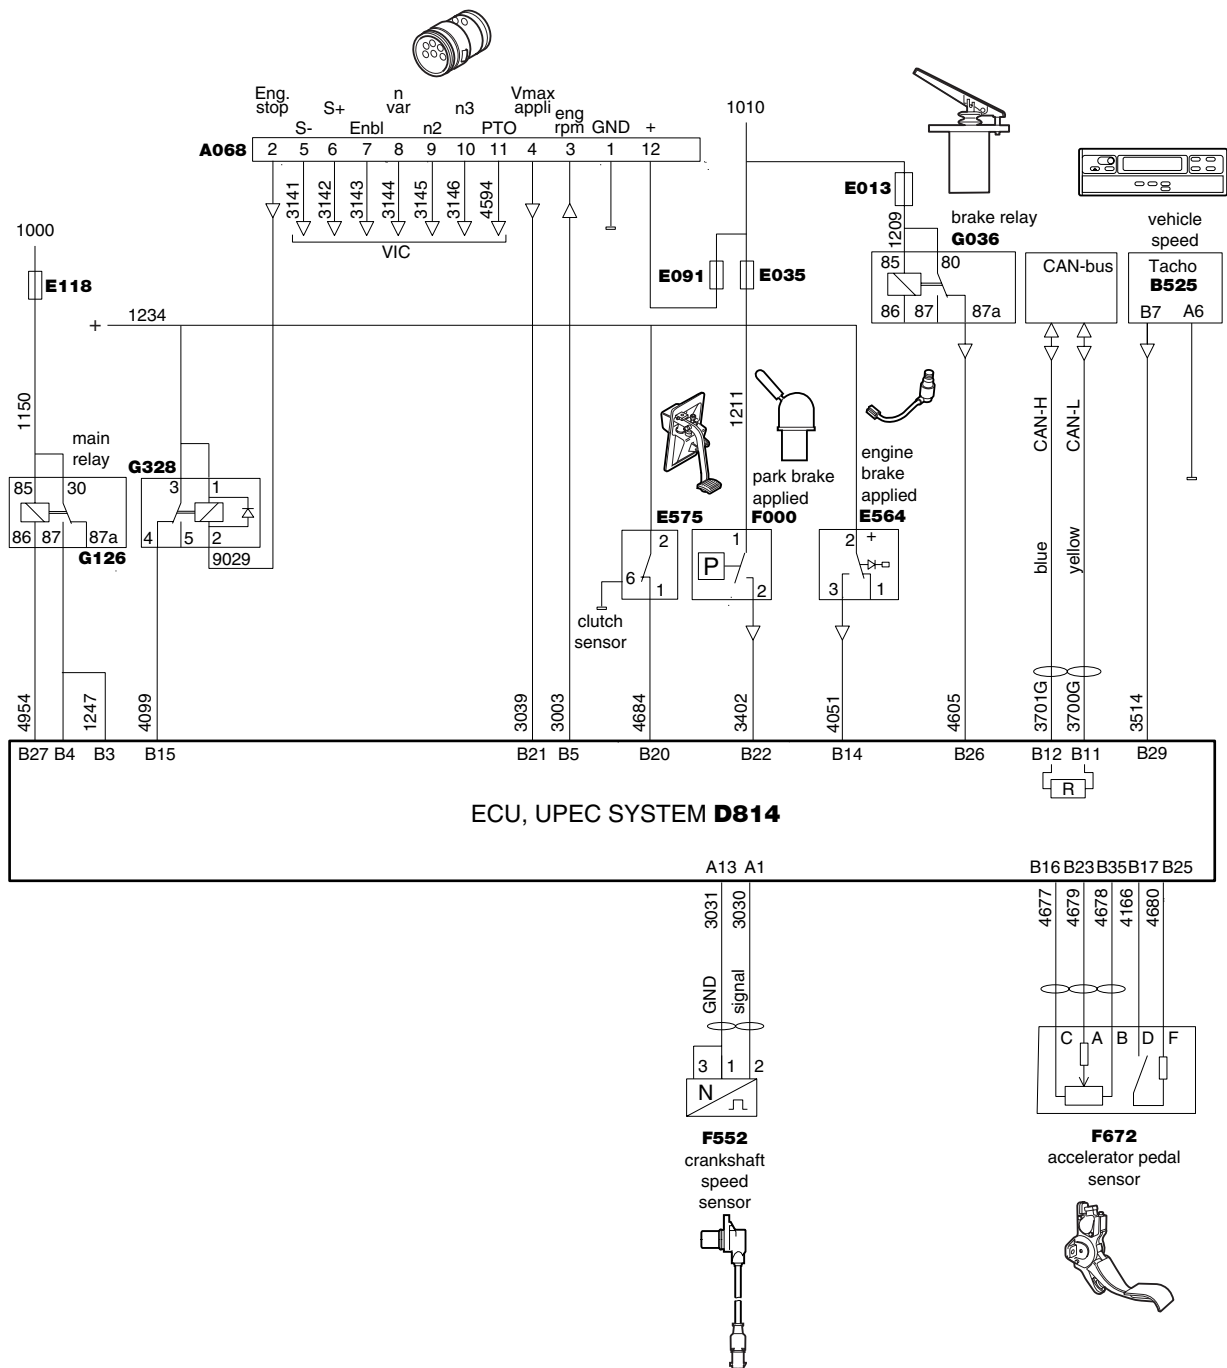 Eng. stop
S-
S+
Enbl
n var
n2
n3
PTO
Vmax appli
eng rpm
GND
+
A068
2 5 6 7 8 9 10 11 4 3 1 12
3141
3142
3143
3144
3145
3146
4594
VIC
1010
E013
1209
brake relay
G036
85 80
86 87 87a
CAN-bus
vehicle speed
Tacho
B525
B7 A6
1000
E118
E091
E035
+ 1234
1150
main relay
85 30
86 87 87a
G126
G328
3 1
4 5 2
9029
1211
park brake applied
F000
1
P
2
engine brake applied
E564
2 +
3 1
E575
2
6
1
clutch sensor
CAN-H
CAN-L
blue
yellow
4954
1247
4099
3039
3003
4684
3402
4051
4605
3701G
3700G
3514
B27 B4 B3 B15 B21 B5 B20 B22 B14 B26 B12 B11 B29
R
ECU, UPEC SYSTEM D814
A13 A1
B16 B23 B35 B17 B25
3031
3030
4677
4679
4678
4166
4680
GND
signal
3 1 2
N
C A B D F
F552
crankshaft
speed
sensor
F672
accelerator pedal
sensor